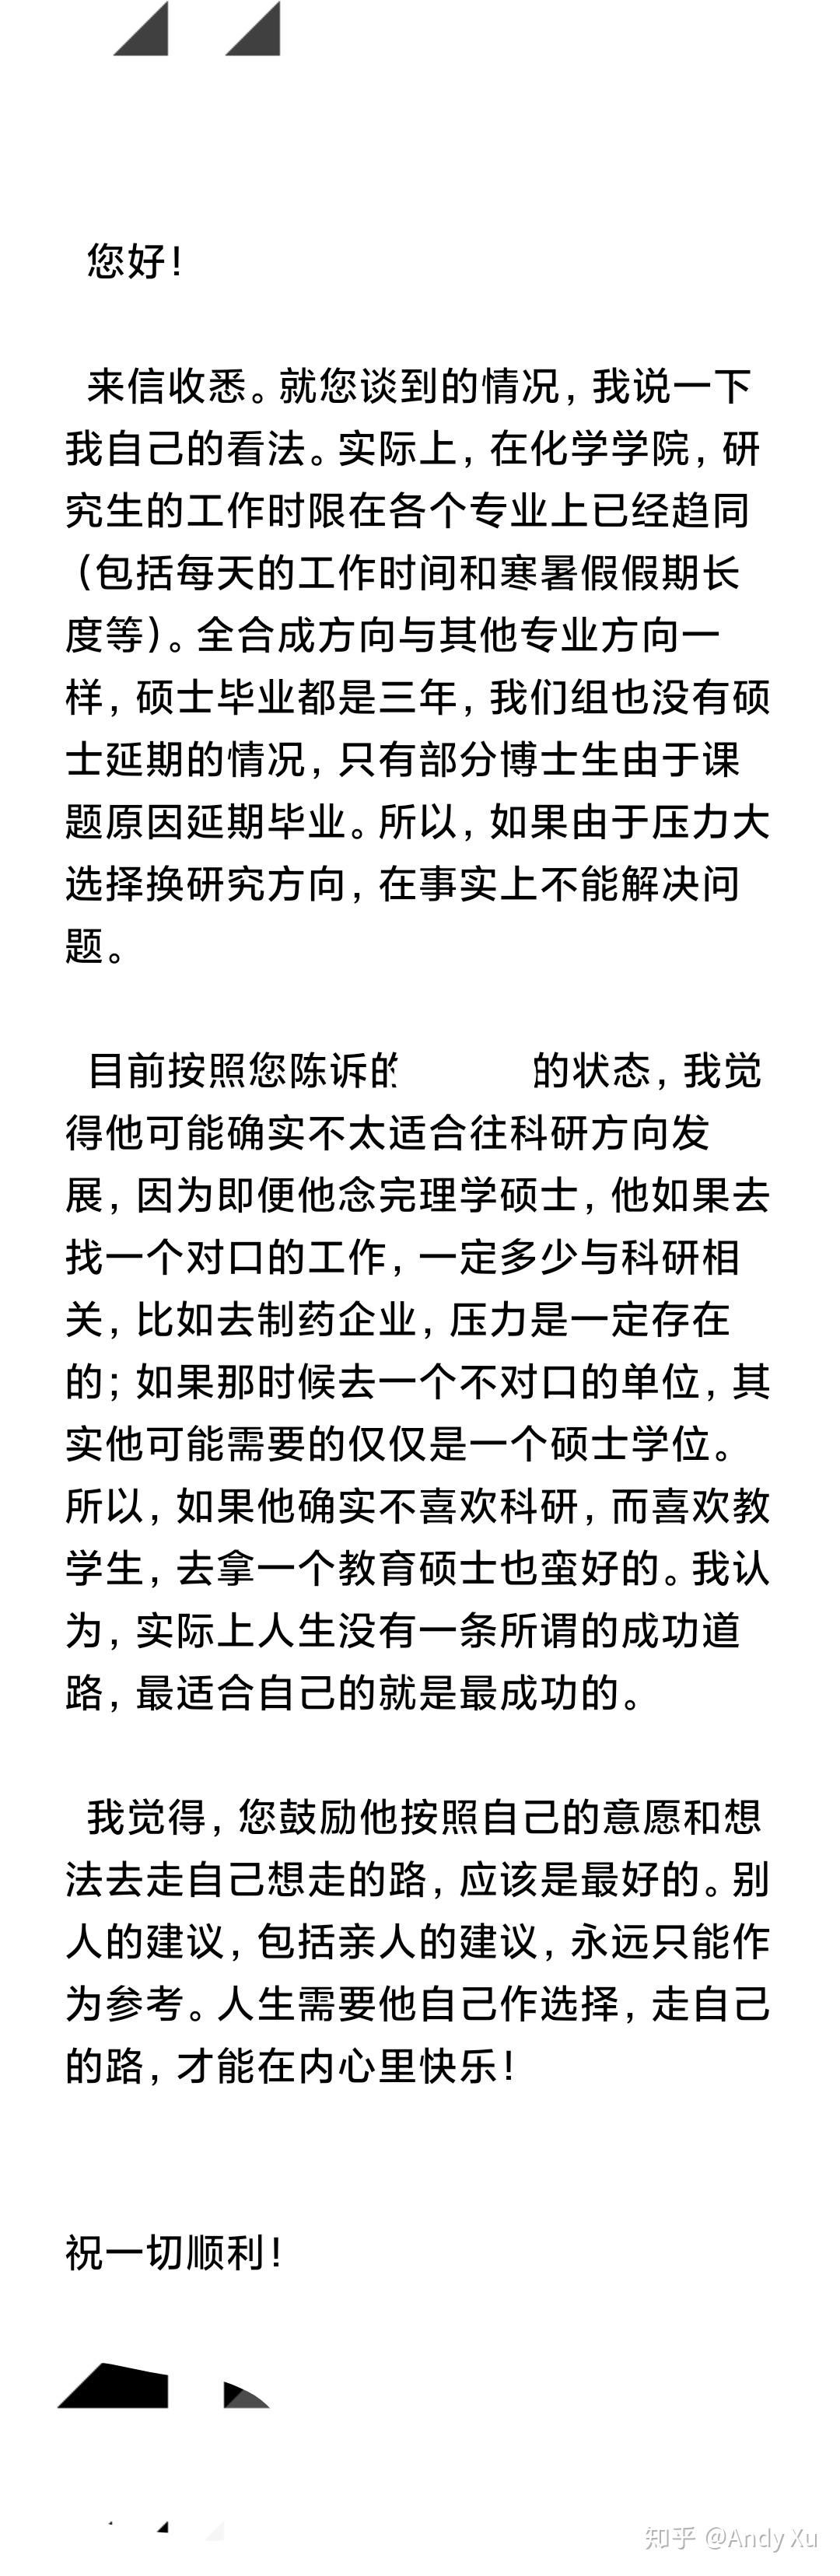 您好！
来信收悉。就您谈到的情况，我说一下
我自己的看法。实际上，在化学学院，研
究生的工作时限在各个专业上已经趋同
（包括每天的工作时间和寒暑假假期长
度等）。全合成方向与其他专业方向一
样，硕士毕业都是三年，我们组也没有硕
士延期的情况，只有部分博士生由于课
题原因延期毕业。所以，如果由于压力大
选择换研究方向，在事实上不能解决问
题。
目前按照您陈诉的 的状态，我觉
得他可能确实不太适合往科研方向发
展，因为即便他念完理学硕士，他如果去
找一个对口的工作，一定多少与科研相
关，比如去制药企业，压力是一定存在
的；如果那时候去一个不对口的单位，其
实他可能需要的仅仅是一个硕士学位。
所以，如果他确实不喜欢科研，而喜欢教
学生，去拿一个教育硕士也蛮好的。我认
为，实际上人生没有一条所谓的成功道
路，最适合自己的就是最成功的。
我觉得，您鼓励他按照自己的意愿和想
法去走自己想走的路，应该是最好的。别
人的建议，包括亲人的建议，永远只能作
为参考。人生需要他自己作选择，走自己
的路，才能在内心里快乐！
祝一切顺利！
知乎 @Andy Xu